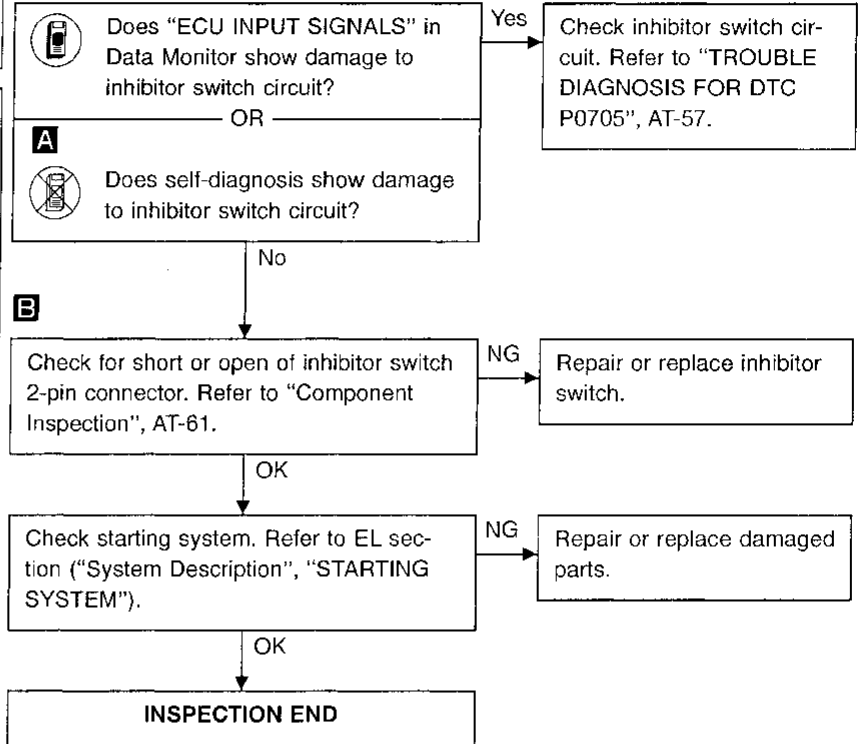 Does “ECU INPUT SIGNALS” in
Data Monitor show damage to
inhibitor switch circuit?
OR
A
Does self-diagnosis show damage
to inhibitor switch circuit?
Yes
Check inhibitor switch cir-
cuit. Refer to “TROUBLE
DIAGNOSIS FOR DTC
P0705”, AT-57.
No
B
Check for short or open of inhibitor switch
2-pin connector. Refer to “Component
Inspection”, AT-61.
NG
Repair or replace inhibitor
switch.
OK
Check starting system. Refer to EL sec-
tion (“System Description”, “STARTING
SYSTEM”).
NG
Repair or replace damaged
parts.
OK
INSPECTION END